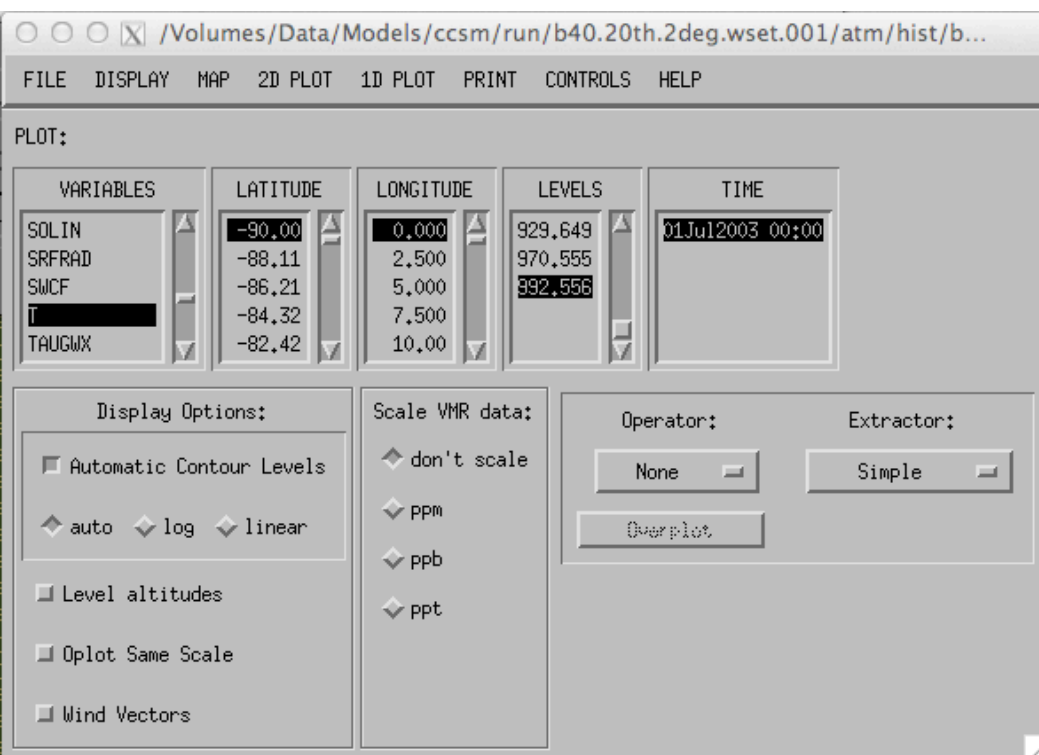 /Volumes/Data/Models/ccsm/run/b40.20th.2deg.wset.001/atm/hist/b...
FILE DISPLAY MAP 2D PLOT 1D PLOT PRINT CONTROLS HELP
PLOT:
VARIABLES
SOLIN
SRFRAD
SWCF
T
TAUGWX
LATITUDE
-90.00
-88.11
-86.21
-84.32
-82.42
LONGITUDE
0.000
2.500
5.000
7.500
10.00
LEVELS
929.649
970.555
992.556
TIME
01Jul2003 00:00
Display Options:
Automatic Contour Levels
auto log linear
Level altitudes
Oplot Same Scale
Wind Vectors
Scale VMR data:
don't scale
ppm
ppb
ppt
Operator:
None
Overplot
Extractor:
Simple